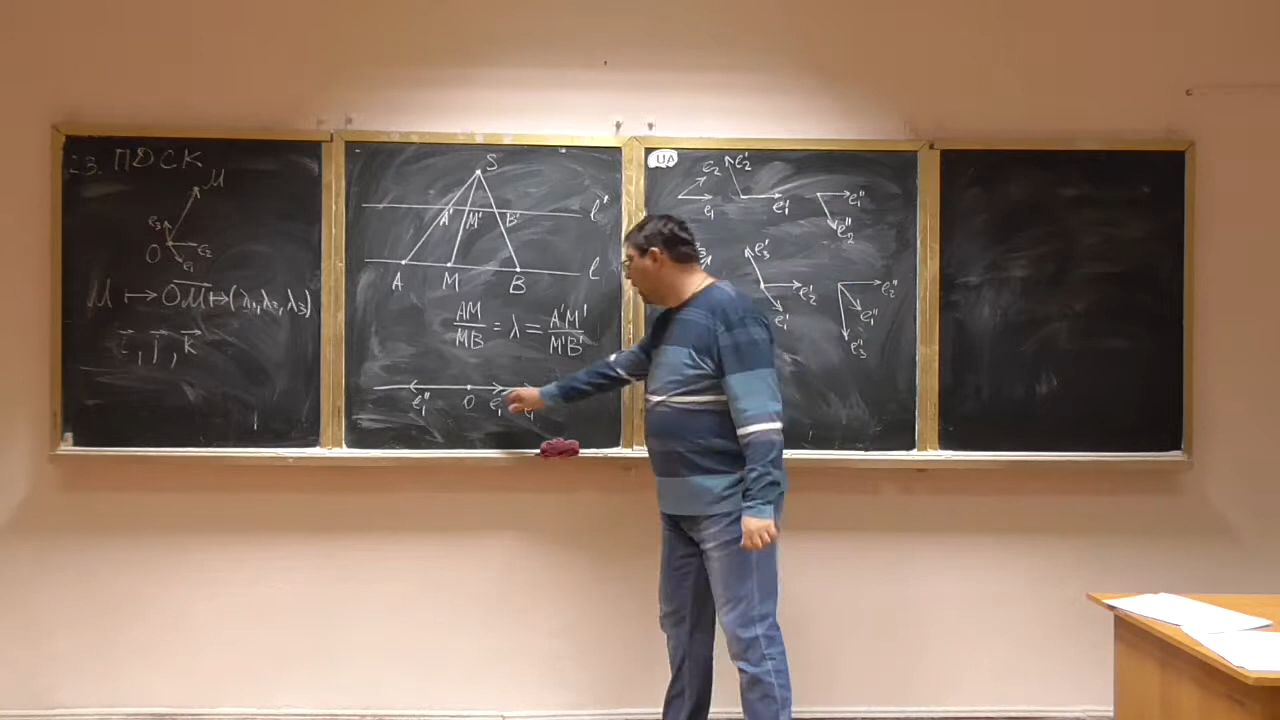 23. ПДСК
M
e₃
e₂
O
e₁
M ↦ OM̅ ↦ (λ₁, λ₂, λ₃)
i⃗, j⃗, k⃗
S
A' M' B' l*
A M B l
AM/MB = λ = A'M'/M'B'
e₁'' O e₁
UA
e₂ e₂'
e₁ e₁' e₁''
e₂''
e₃'
e₂' e₂''
e₁' e₁''
e₃''